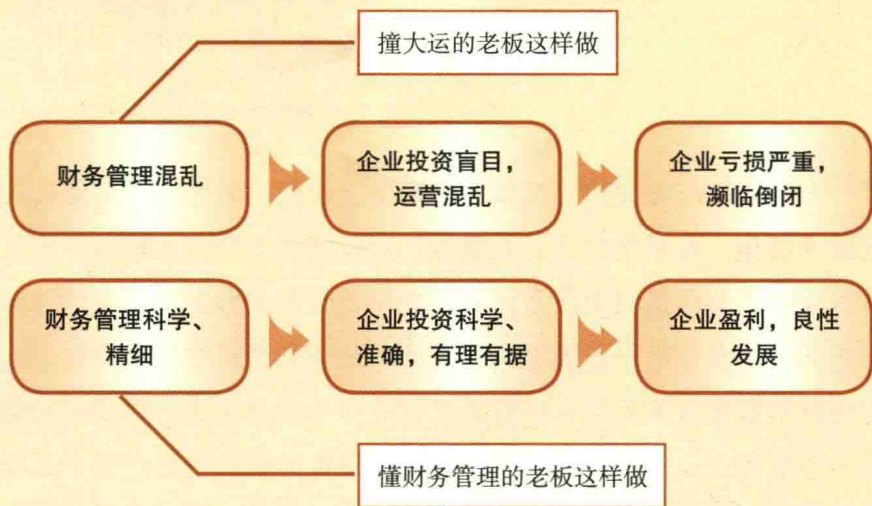 撞大运的老板这样做
财务管理混乱
企业投资盲目，
运营混乱
企业亏损严重，
濒临倒闭
财务管理科学、
精细
企业投资科学、
准确，有理有据
企业盈利，良性
发展
懂财务管理的老板这样做